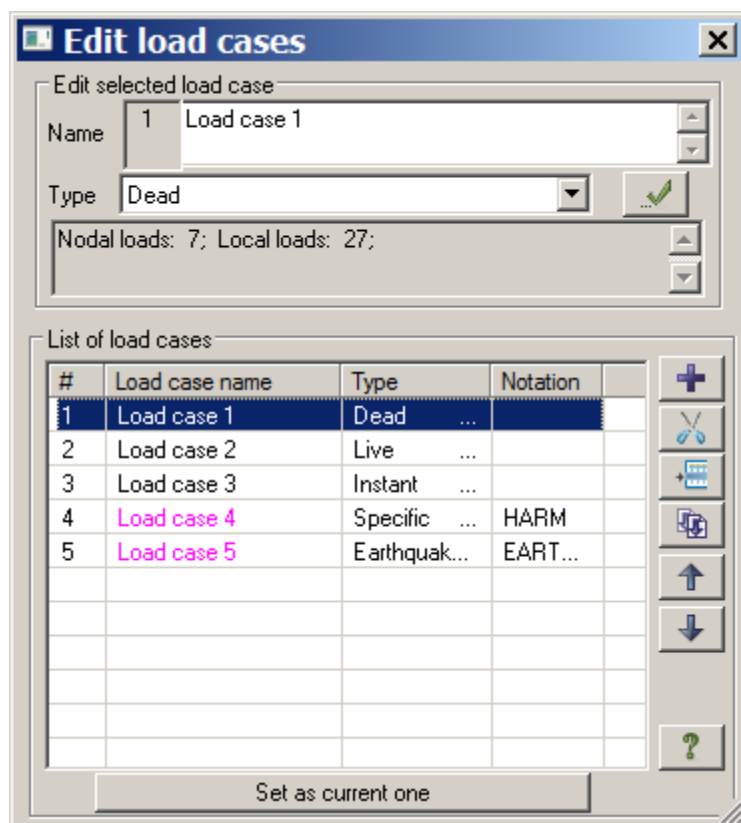 Edit load cases
Edit selected load case
Name 1 Load case 1
Type Dead
Nodal loads: 7; Local loads: 27;
List of load cases
# Load case name Type Notation
1 Load case 1 Dead ...
2 Load case 2 Live ...
3 Load case 3 Instant ...
4 Load case 4 Specific ... HARM
5 Load case 5 Earthquak... EART...
Set as current one